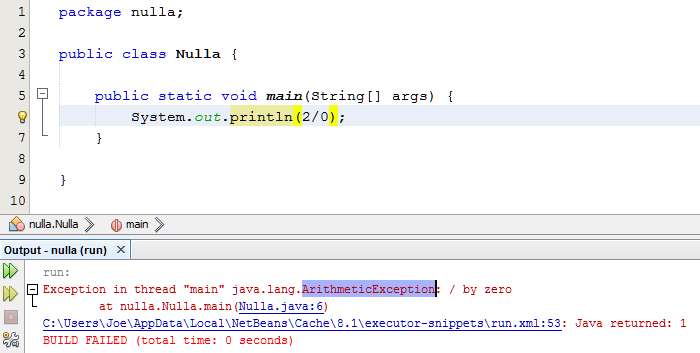 1 package nulla;
2
3 public class Nulla {
4
5 public static void main(String[] args) {
System.out.println(2/0);
7 }
8
9 }
10
nulla.Nulla main
Output - nulla (run) X
run:
Exception in thread "main" java.lang.ArithmeticException: / by zero
at nulla.Nulla.main(Nulla.java:6)
C:\Users\Joe\AppData\Local\NetBeans\Cache\8.1\executor-snippets\run.xml:53: Java returned: 1
BUILD FAILED (total time: 0 seconds)